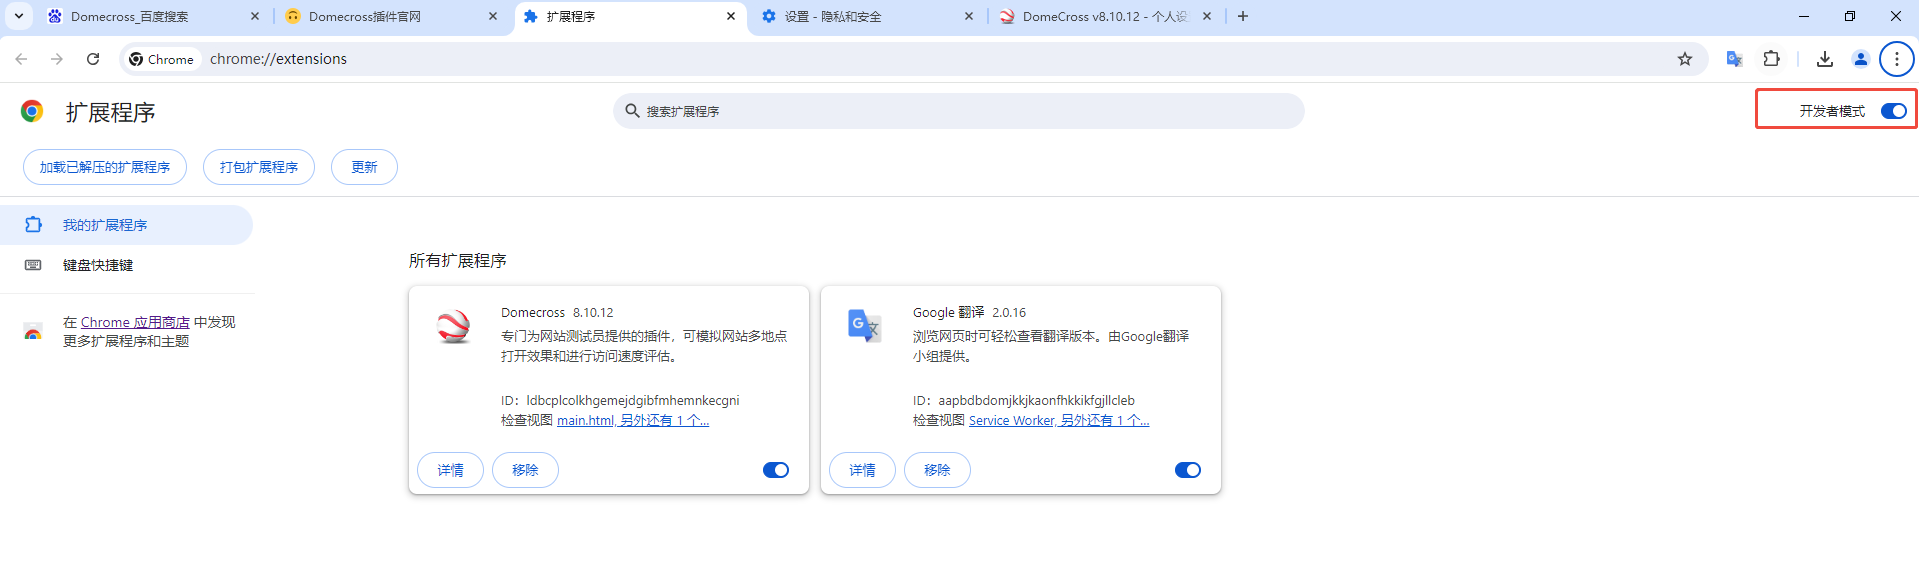 Domecross_百度搜索
Domecross插件官网
扩展程序
设置 - 隐私和安全
DomeCross v8.10.12 - 个人设
Chrome
chrome://extensions
扩展程序
搜索扩展程序
开发者模式
加载已解压的扩展程序
打包扩展程序
更新
我的扩展程序
键盘快捷键
在 Chrome 应用商店 中发现
更多扩展程序和主题
所有扩展程序
Domecross 8.10.12
专门为网站测试员提供的插件，可模拟网站多地点
打开效果和进行访问速度评估。
ID：ldbcplcolkhgemejdgibfmhemnkecgni
检查视图 main.html, 另外还有 1 个...
详情
移除
Google 翻译 2.0.16
浏览网页时可轻松查看翻译版本。由Google翻译
小组提供。
ID：aapbdbdomjkkjkaonfhkkikfgjllcleb
检查视图 Service Worker, 另外还有 1 个...
详情
移除